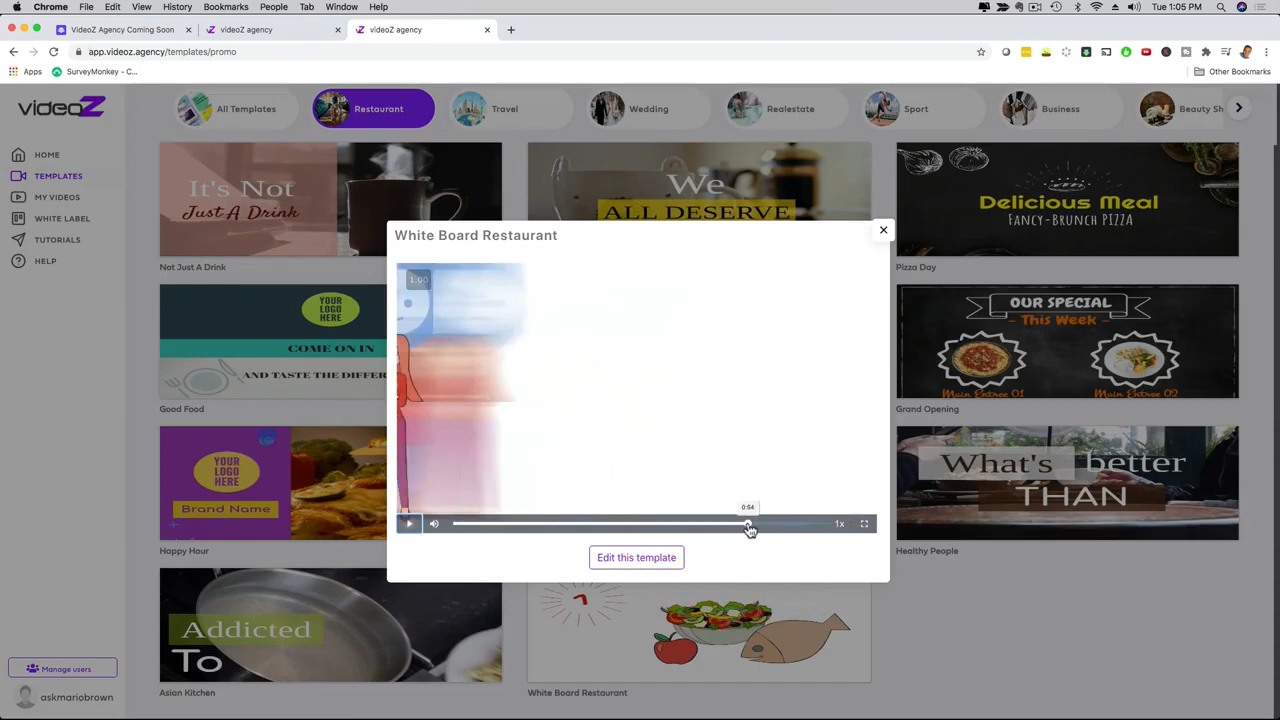 Chrome File Edit View History Bookmarks People Tab Window Help Tue 1:05 PM
VideoZ Agency Coming Soon videoZ agency videoZ agency
app.videoz.agency/templates/promo
Apps SurveyMonkey - C... Other Bookmarks
videoZ
All Templates Restaurant Travel Wedding Realestate Sport Business Beauty Sh
HOME
TEMPLATES
MY VIDEOS
WHITE LABEL
TUTORIALS
HELP
It's Not
Just A Drink
Not Just A Drink
We
ALL DESERVE
Delicious Meal
FANCY-BRUNCH PIZZA
Pizza Day
White Board Restaurant
1:00
0:54
1x
Edit this template
YOUR
LOGO
HERE
COME ON IN
AND TASTE THE DIFFER
Good Food
OUR SPECIAL
This Week
Main Entree 01 Main Entree 02
Grand Opening
YOUR
LOGO
HERE
Brand Name
Happy Hour
What's better
THAN
Healthy People
Addicted
To
Asian Kitchen
White Board Restaurant
Manage users
askmariobrown